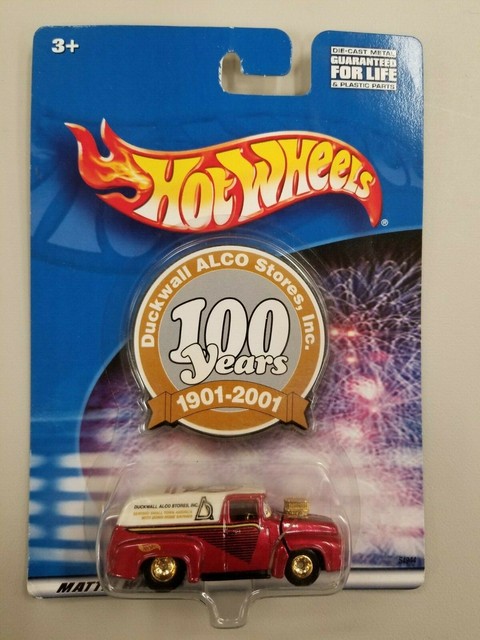 3+
DIE-CAST METAL
GUARANTEED
FOR LIFE
& PLASTIC PARTS
Hot Wheels
®
Duckwall ALCO Stores, Inc.
100
Years
1901-2001
DUCKWALL ALCO STORES, INC.
MATT